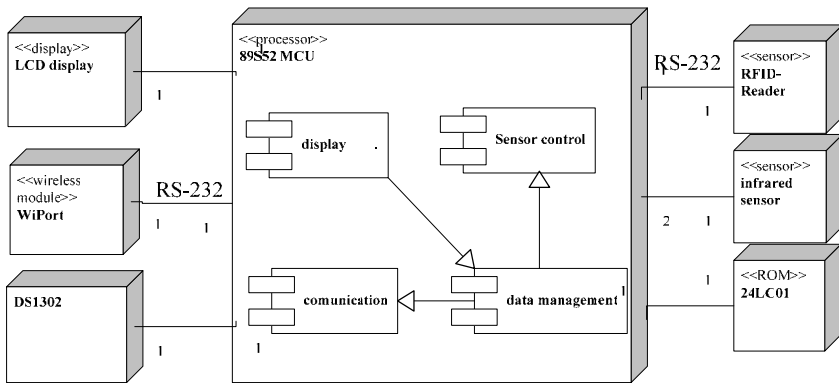 <<display>>
LCD display
1
<<wireless
module>>
WiPort
RS-232
1
1
DS1302
1
1
<<processor>>
1
89S52 MCU
display
.
Sensor control
comunication
data management
1
RS-232
1
1
<<sensor>>
RFID-
Reader
2
1
<<sensor>>
infrared
sensor
1
<<ROM>>
24LC01